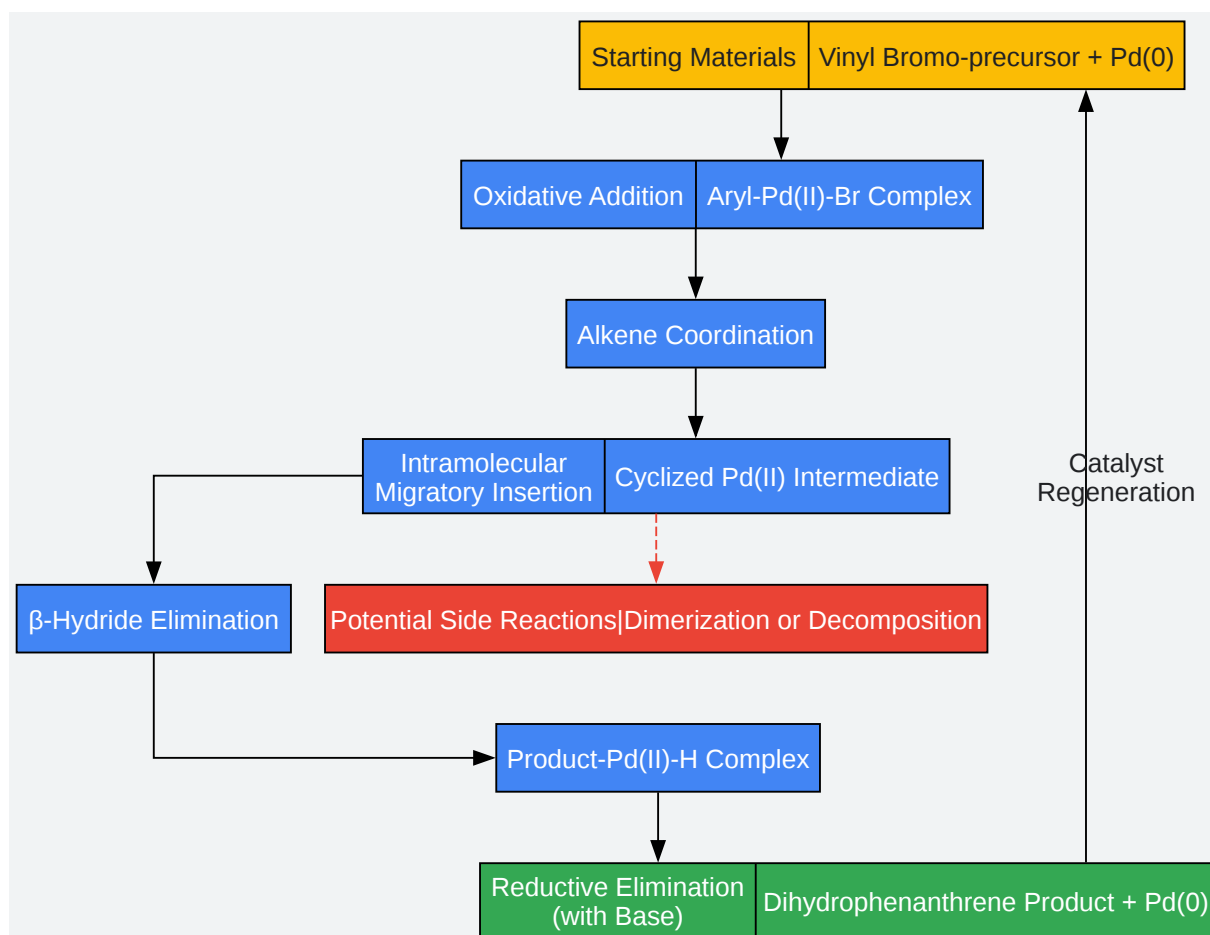 Starting Materials
Vinyl Bromo-precursor + Pd(0)
Oxidative Addition
Aryl-Pd(II)-Br Complex
Alkene Coordination
Intramolecular
Migratory Insertion
Cyclized Pd(II) Intermediate
Catalyst
Regeneration
β-Hydride Elimination
Potential Side Reactions|Dimerization or Decomposition
Product-Pd(II)-H Complex
Reductive Elimination
(with Base)
Dihydrophenanthrene Product + Pd(0)